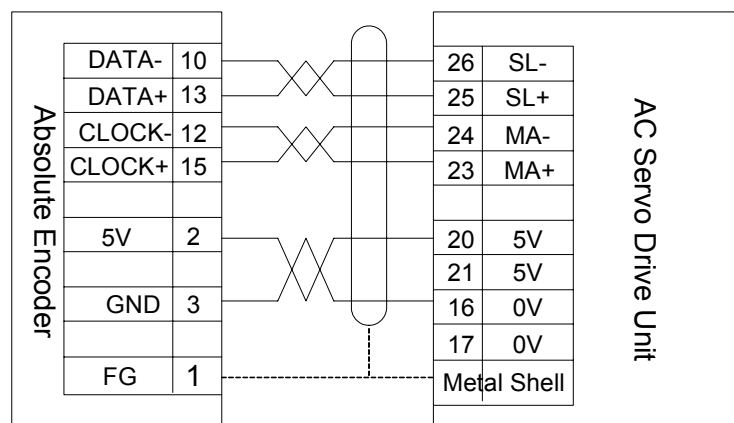 Absolute Encoder
DATA- 10
DATA+ 13
CLOCK- 12
CLOCK+ 15
5V 2
GND 3
FG 1
26 SL-
25 SL+
24 MA-
23 MA+
20 5V
21 5V
16 0V
17 0V
Metal Shell
AC Servo Drive Unit